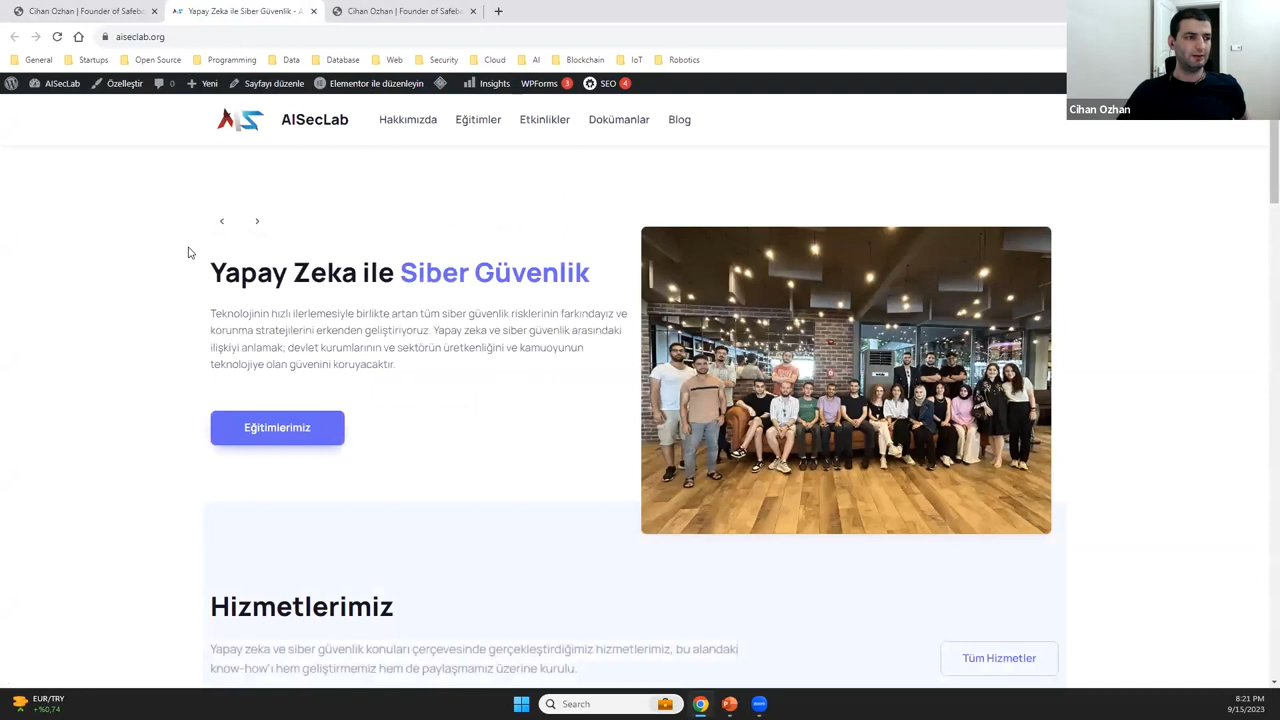 Cihan Ozhan | Founder of Safeb
Yapay Zeka ile Siber Güvenlik - A
Cihan Ozhan | Founder of Safeb
aiseclab.org
General
Startups
Open Source
Programming
Data
Database
Web
Security
Cloud
AI
Blockchain
IoT
Robotics
AISecLab
Özelleştir
0
Yeni
Sayfayı düzenle
Elementor ile düzenleyin
Insights
WPForms 3
SEO 4
Cihan Ozhan
AISecLab
Hakkımızda
Eğitimler
Etkinlikler
Dokümanlar
Blog
Yapay Zeka ile Siber Güvenlik
Teknolojinin hızlı ilerlemesiyle birlikte artan tüm siber güvenlik risklerinin farkındayız ve
korunma stratejilerini erkenden geliştiriyoruz. Yapay zeka ve siber güvenlik arasındaki
ilişkiyi anlamak; devlet kurumlarının ve sektörün üretkenliğini ve kamuoyunun
teknolojiye olan güvenini koruyacaktır.
Eğitimlerimiz
Hizmetlerimiz
Yapay zeka ve siber güvenlik konuları çerçevesinde gerçekleştirdiğimiz hizmetlerimiz, bu alandaki
know-how'ı hem geliştirmemiz hem de paylaşmamız üzerine kurulu.
Tüm Hizmetler
EUR/TRY
+%0,74
Search
zoom
8:21 PM
9/15/2023